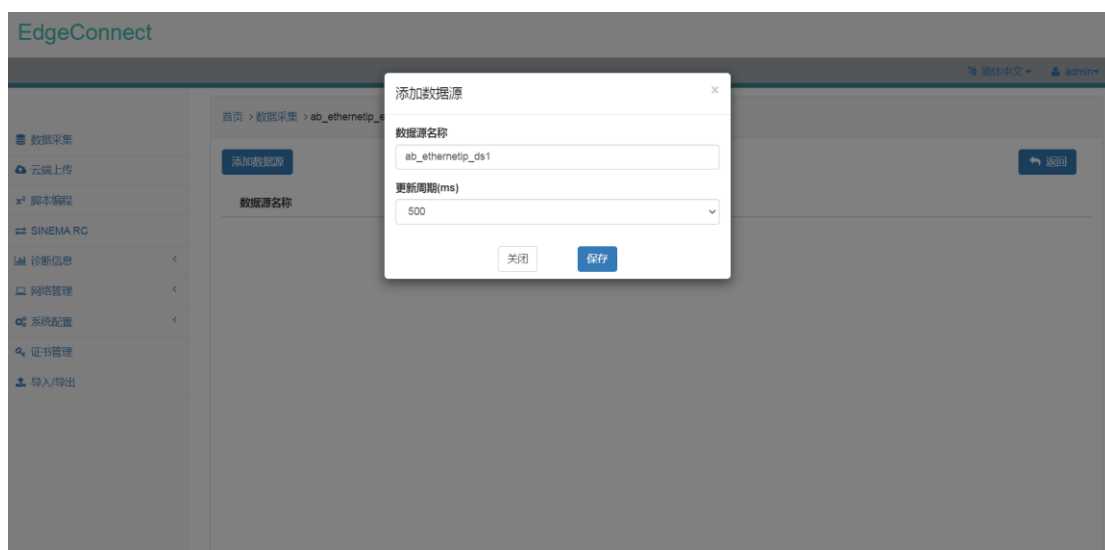 EdgeConnect
简体中文
admin
首页 > 数据采集 > ab_ethernetip_e
数据采集
云端上传
x² 脚本编程
SINEMA RC
诊断信息
网络管理
系统配置
证书管理
导入/导出
添加数据源
返回
数据源名称
添加数据源
×
数据源名称
ab_ethernetip_ds1
更新周期(ms)
500
关闭
保存